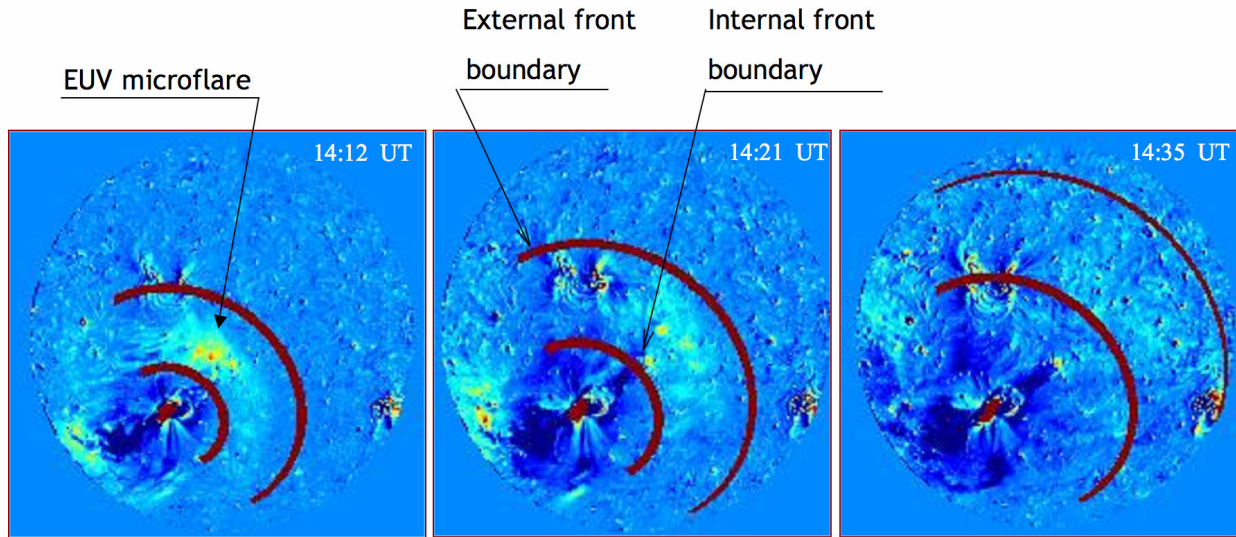 External front
boundary
Internal front
boundary
EUV microflare
14:12 UT
14:21 UT
14:35 UT